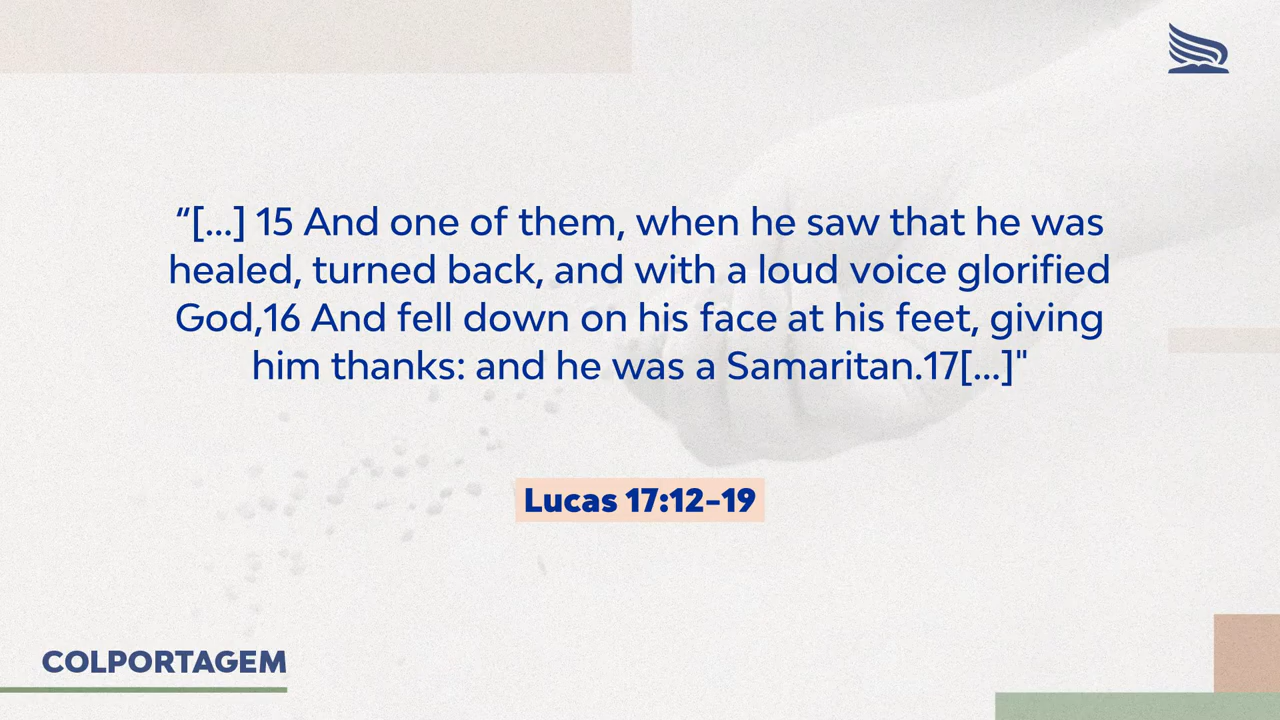 “[...] 15 And one of them, when he saw that he was
healed, turned back, and with a loud voice glorified
God,16 And fell down on his face at his feet, giving
him thanks: and he was a Samaritan.17[...]"
Lucas 17:12-19
COLPORTAGEM